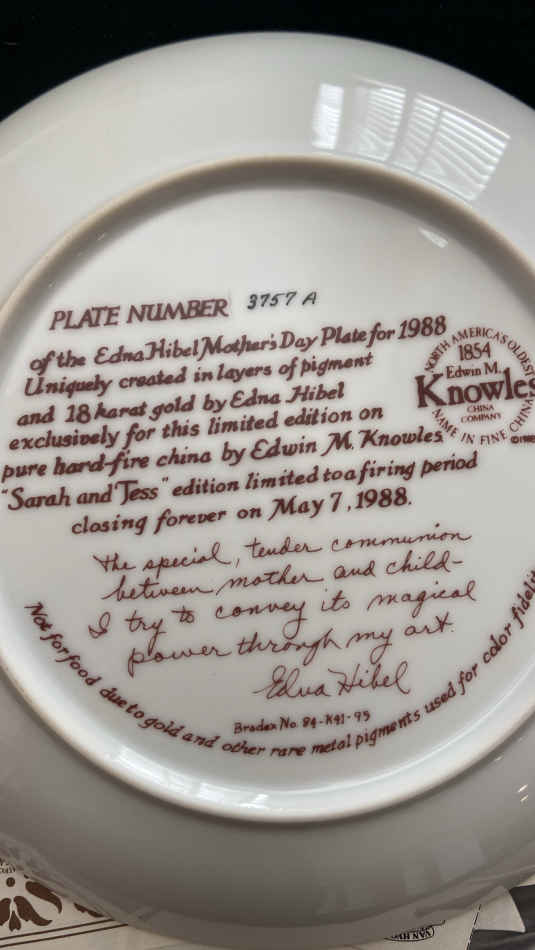 PLATE NUMBER 3757 A
of the Edna Hibel Mother's Day Plate for 1988
Uniquely created in layers of pigment
and 18 karat gold by Edna Hibel
exclusively for this limited edition on
pure hard-fire china by Edwin M. Knowles
"Sarah and Tess" edition limited to a firing period
closing forever on May 7, 1988.
NORTH AMERICA'S OLDEST
1854
Edwin M.
Knowles
CHINA
COMPANY
NAME IN FINE CHINA
The special, tender communion
between mother and child-
I try to convey its magical
power through my art.
Edna Hibel
Bradex No. 84-K41-9.5
Not for food due to gold and other rare metal pigments used for color fidelit